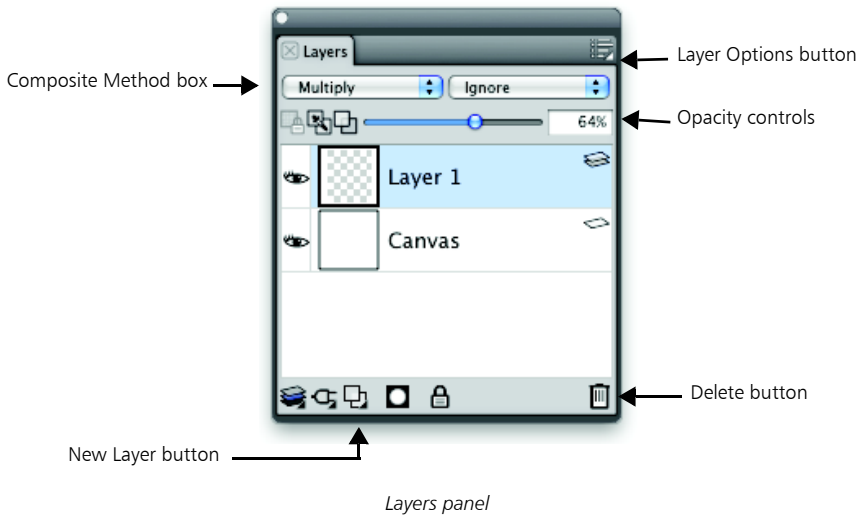 Layers
Layer Options button
Composite Method box
Multiply
Ignore
Opacity controls
64%
Layer 1
Canvas
Delete button
New Layer button
Layers panel